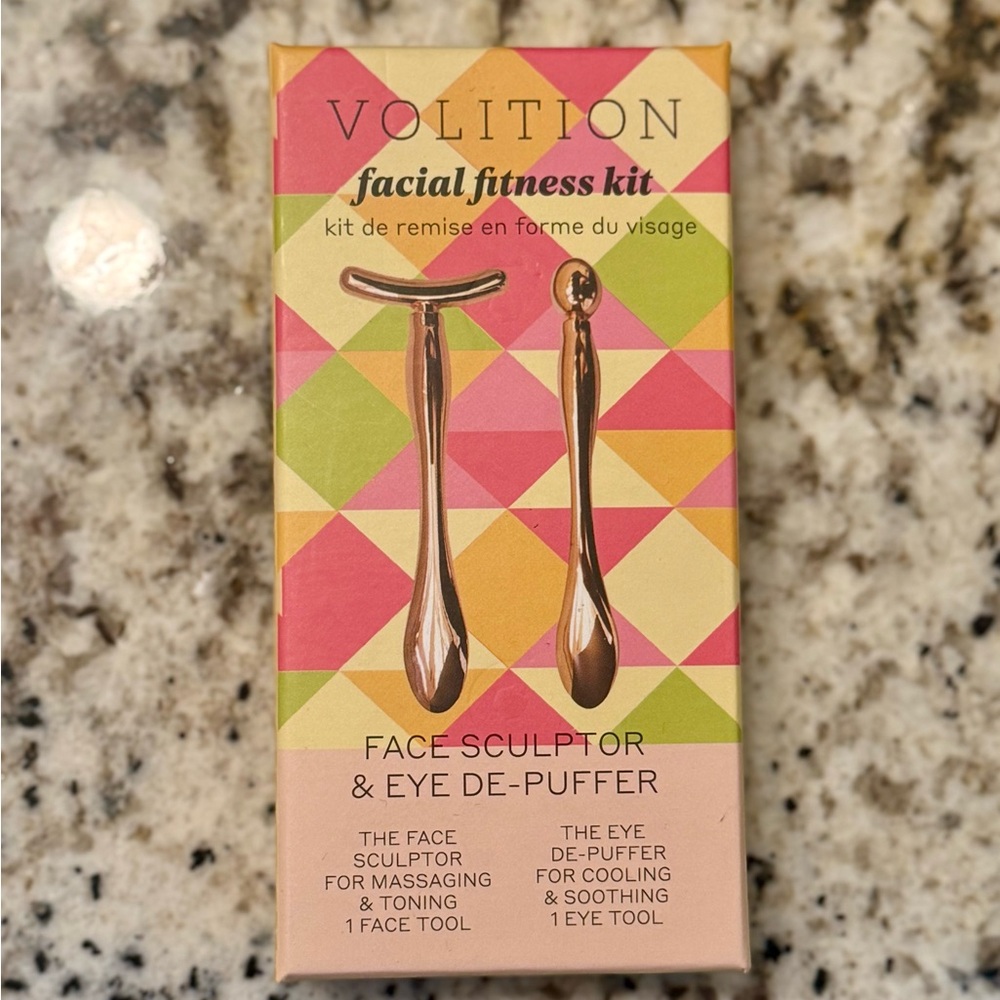 VOLITION
facial fitness kit
kit de remise en forme du visage
FACE SCULPTOR
& EYE DE-PUFFER
THE FACE
SCULPTOR
FOR MASSAGING
& TONING
1 FACE TOOL
THE EYE
DE-PUFFER
FOR COOLING
& SOOTHING
1 EYE TOOL